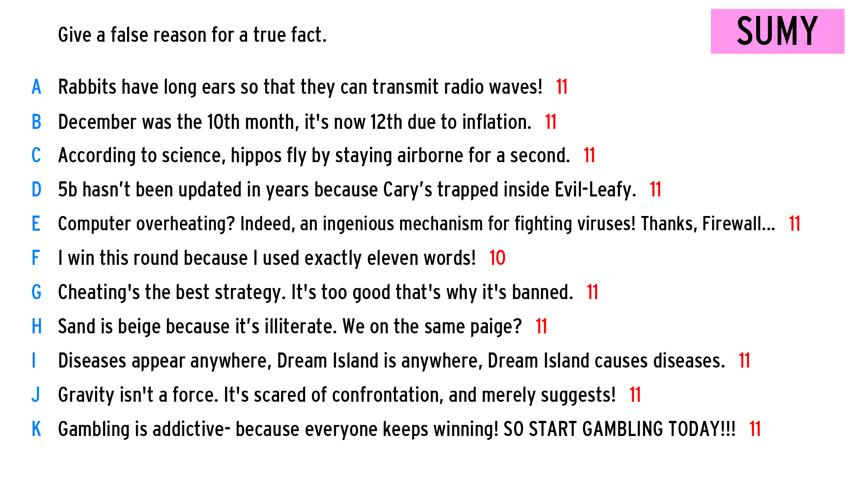 Give a false reason for a true fact.
SUMY
A Rabbits have long ears so that they can transmit radio waves! 11
B December was the 10th month, it's now 12th due to inflation. 11
C According to science, hippos fly by staying airborne for a second. 11
D 5b hasn’t been updated in years because Cary’s trapped inside Evil-Leafy. 11
E Computer overheating? Indeed, an ingenious mechanism for fighting viruses! Thanks, Firewall... 11
F I win this round because I used exactly eleven words! 10
G Cheating's the best strategy. It's too good that's why it's banned. 11
H Sand is beige because it’s illiterate. We on the same paige? 11
I Diseases appear anywhere, Dream Island is anywhere, Dream Island causes diseases. 11
J Gravity isn't a force. It's scared of confrontation, and merely suggests! 11
K Gambling is addictive- because everyone keeps winning! SO START GAMBLING TODAY!!! 11